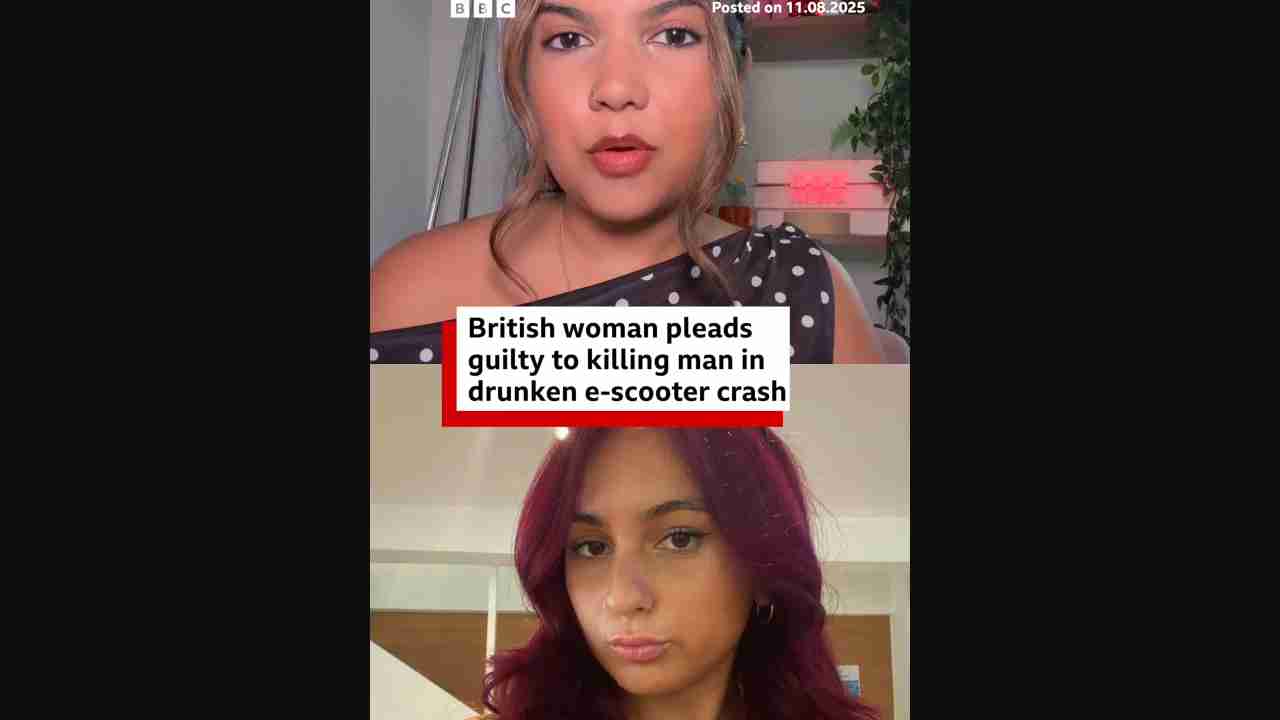 BBC
Posted on 11.08.2025
British woman pleads
guilty to killing man in
drunken e-scooter crash